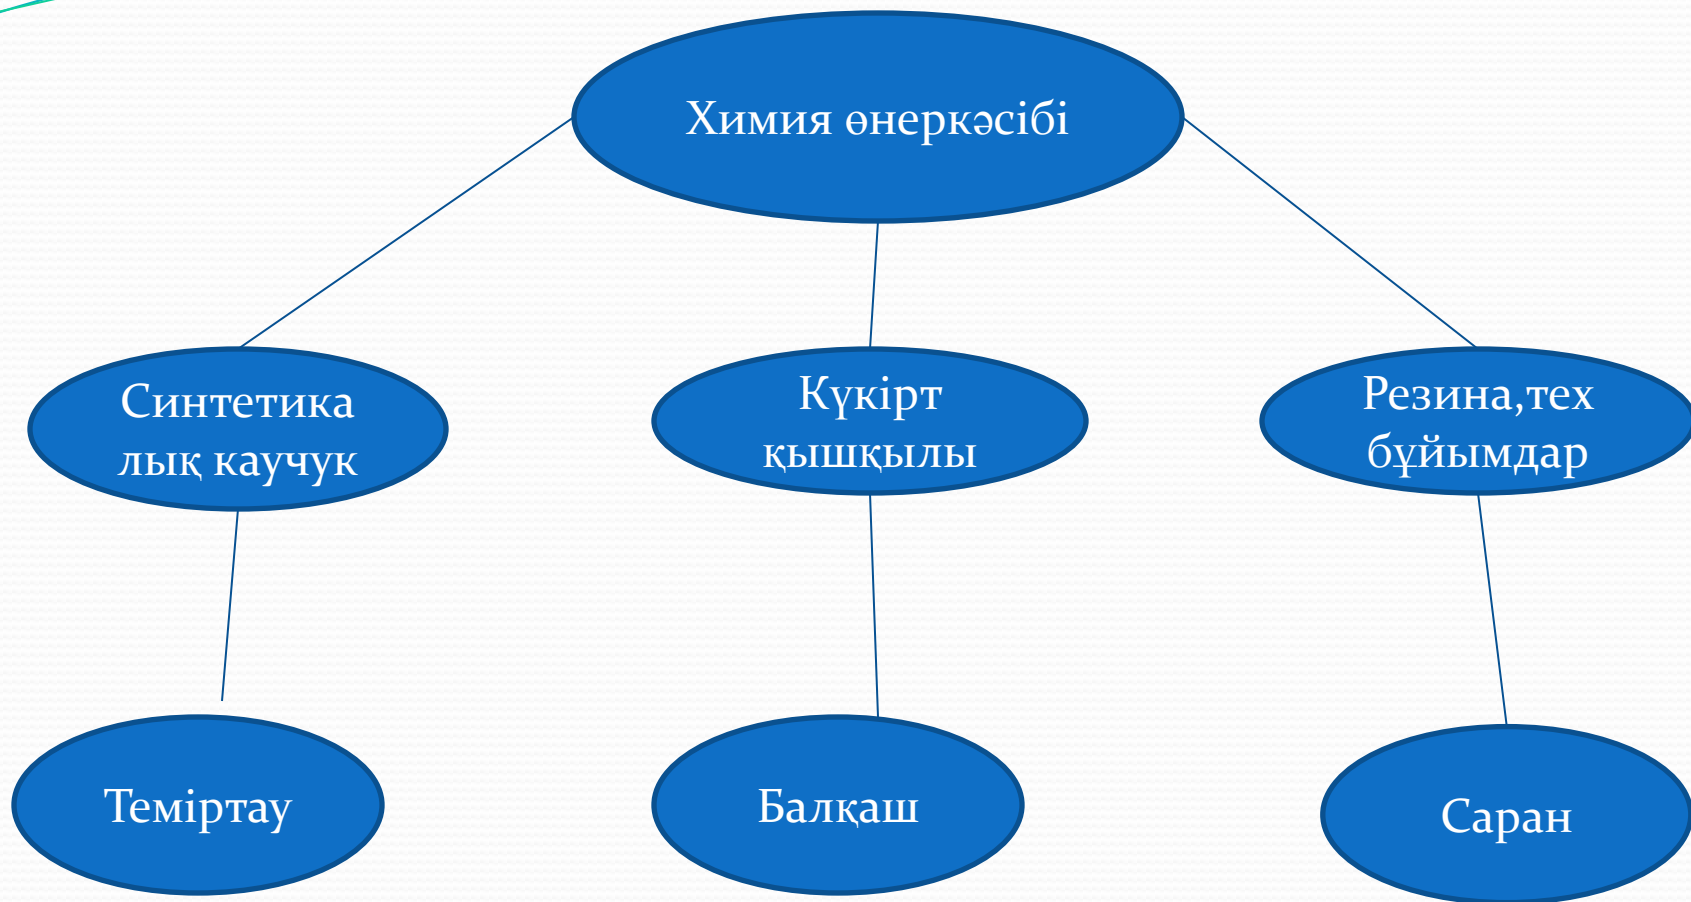 Химия өнеркәсібі
Синтетика
лық каучук
Күкірт
қышқылы
Резина,тех
бұйымдар
Теміртау
Балқаш
Саран